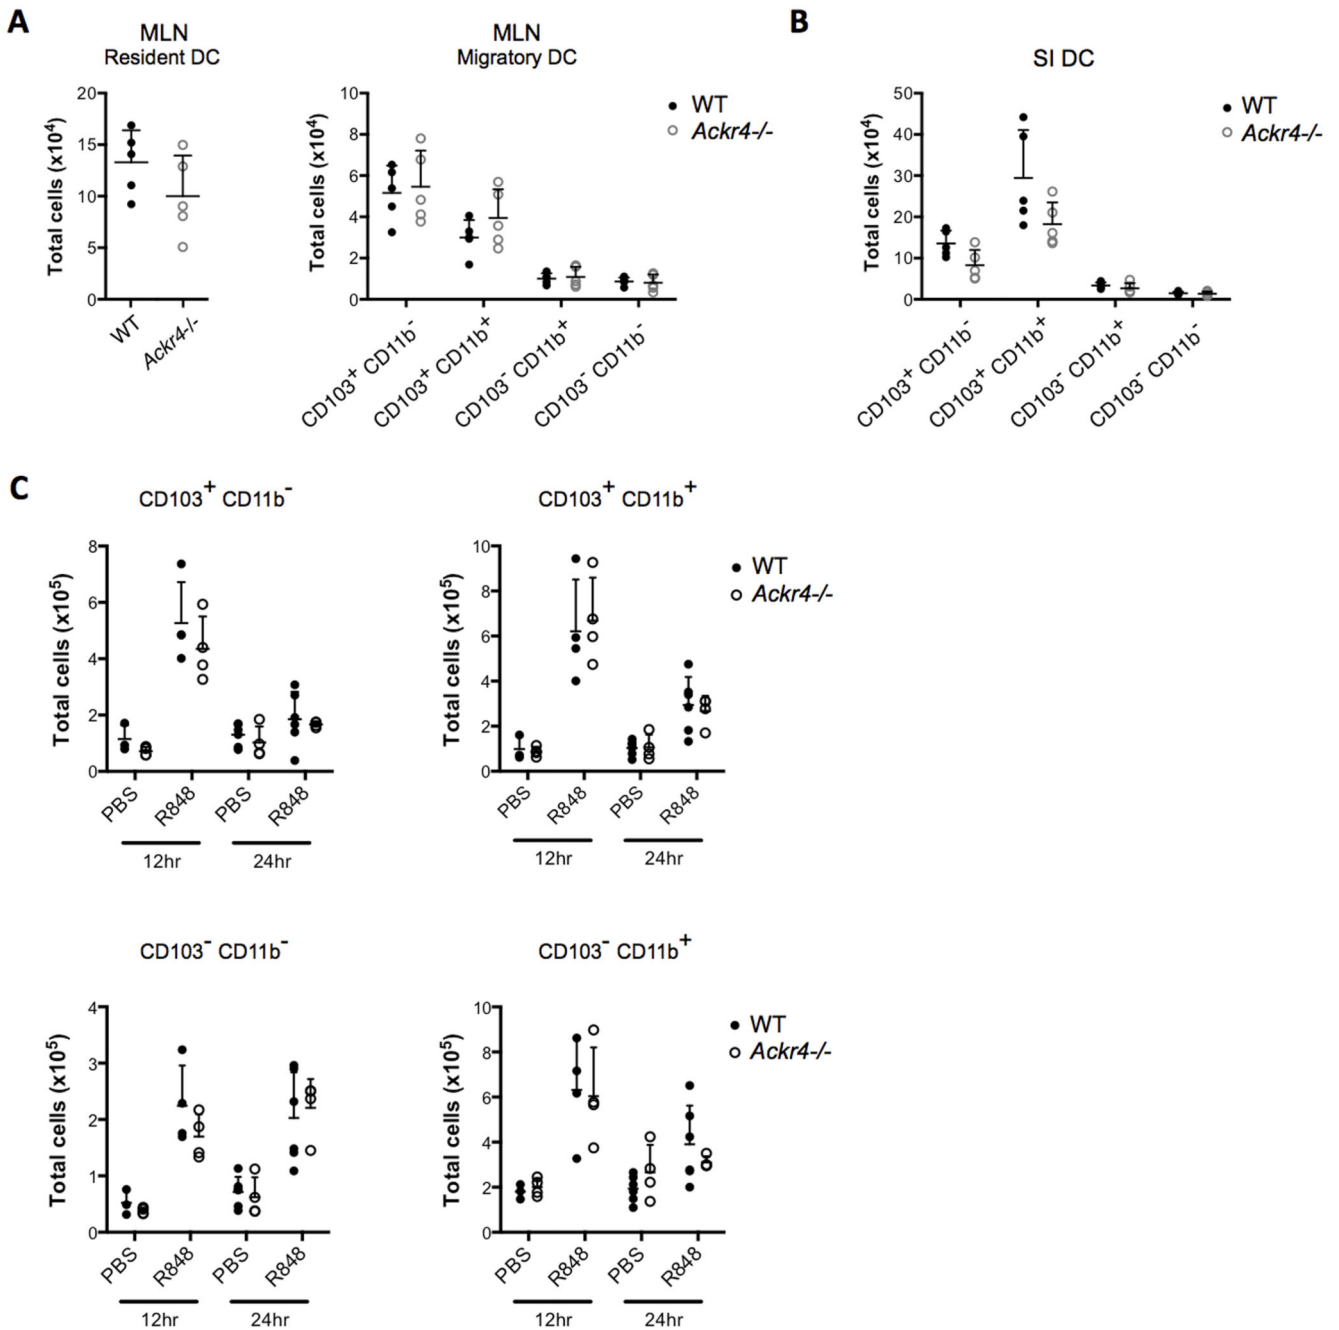 A
MLN
Resident DC
Total cells (x10⁴)
20
15
10
5
0
WT
Ackr4-/-
MLN
Migratory DC
Total cells (x10⁴)
10
8
6
4
2
0
CD103⁺ CD11b⁻
CD103⁺ CD11b⁺
CD103⁻ CD11b⁺
CD103⁻ CD11b⁻
WT
Ackr4-/-
B
SI DC
Total cells (x10⁴)
50
40
30
20
10
0
CD103⁺ CD11b⁻
CD103⁺ CD11b⁺
CD103⁻ CD11b⁺
CD103⁻ CD11b⁻
WT
Ackr4-/-
C
CD103⁺ CD11b⁻
Total cells (x10⁵)
8
6
4
2
0
PBS
R848
PBS
R848
12hr
24hr
CD103⁺ CD11b⁺
Total cells (x10⁵)
10
8
6
4
2
0
PBS
R848
PBS
R848
12hr
24hr
WT
Ackr4-/-
CD103⁻ CD11b⁻
Total cells (x10⁵)
4
3
2
1
0
PBS
R848
PBS
R848
12hr
24hr
CD103⁻ CD11b⁺
Total cells (x10⁵)
10
8
6
4
2
0
PBS
R848
PBS
R848
12hr
24hr
WT
Ackr4-/-